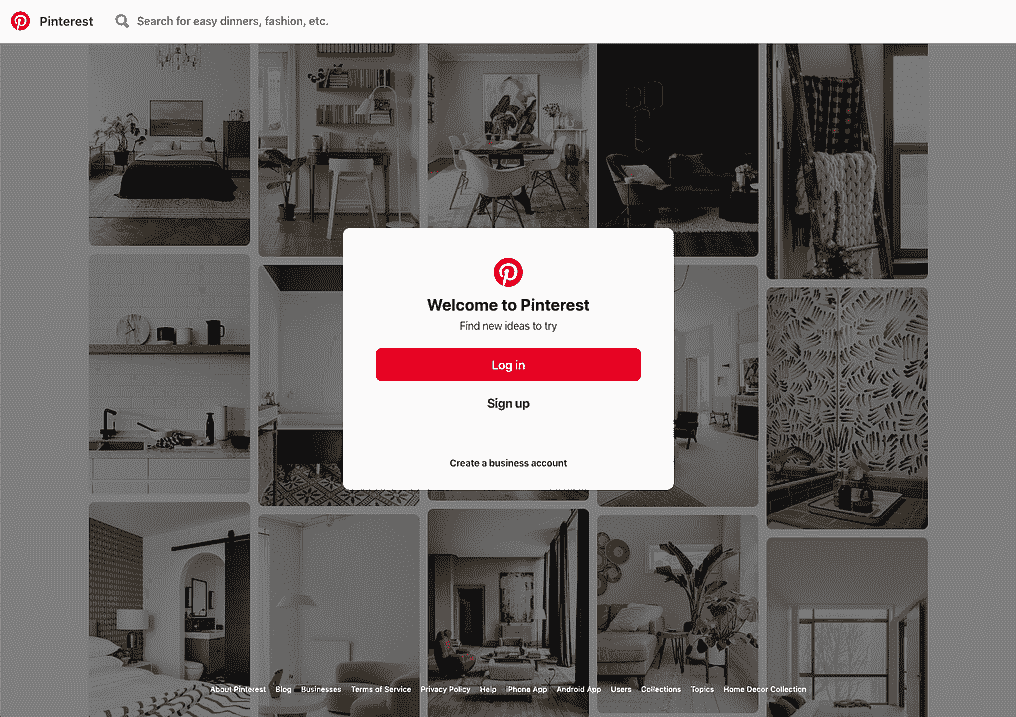 Pinterest
Search for easy dinners, fashion, etc.
Welcome to Pinterest
Find new ideas to try
Log in
Sign up
Create a business account
About Pinterest Blog Businesses Terms of Service Privacy Policy Help iPhone App Android App Users Collections Topics Home Decor Collection